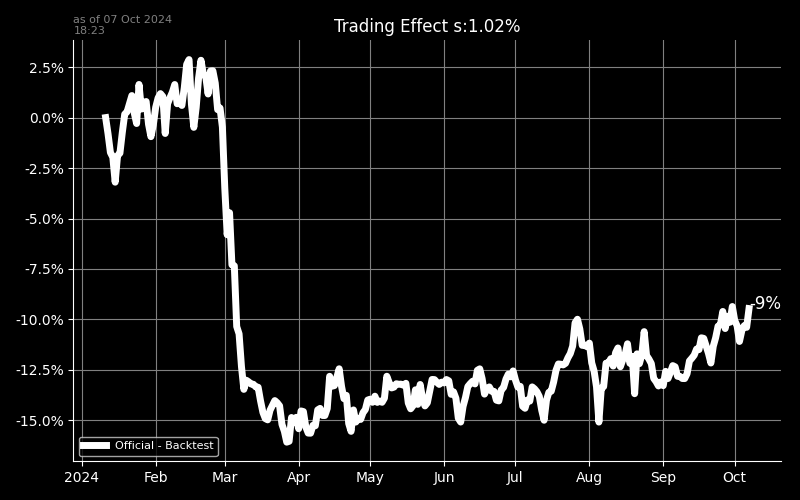 as of 07 Oct 2024
18:23
Trading Effect s:1.02%
2.5%
0.0%
-2.5%
-5.0%
-7.5%
-10.0%
-12.5%
-15.0%
-9%
Official - Backtest
2024 Feb Mar Apr May Jun Jul Aug Sep Oct